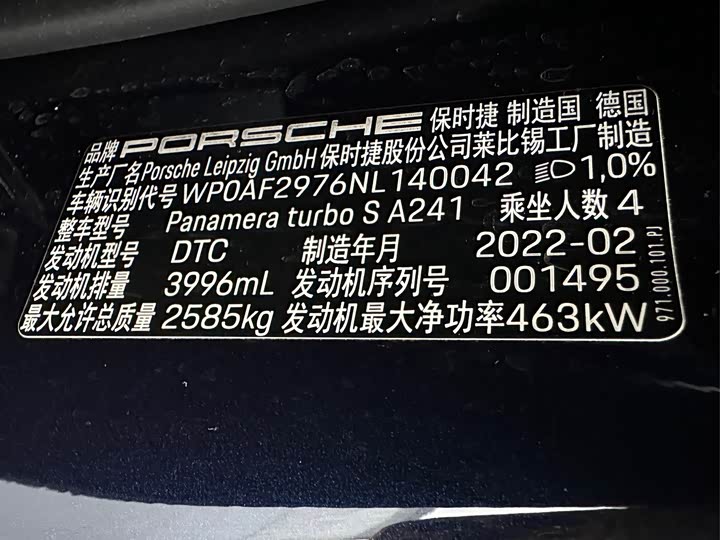 品牌 PORSCHE 保时捷 制造国 德国
生产厂名 Porsche Leipzig GmbH 保时捷股份公司莱比锡工厂制造
车辆识别代号 WP0AF2976NL140042 1,0%
整车型号 Panamera turbo S A241 乘坐人数 4
发动机型号 DTC 制造年月 2022-02
发动机排量 3996mL 发动机序列号 001495
最大允许总质量 2585kg 发动机最大净功率 463kW
971.000.101.PJ